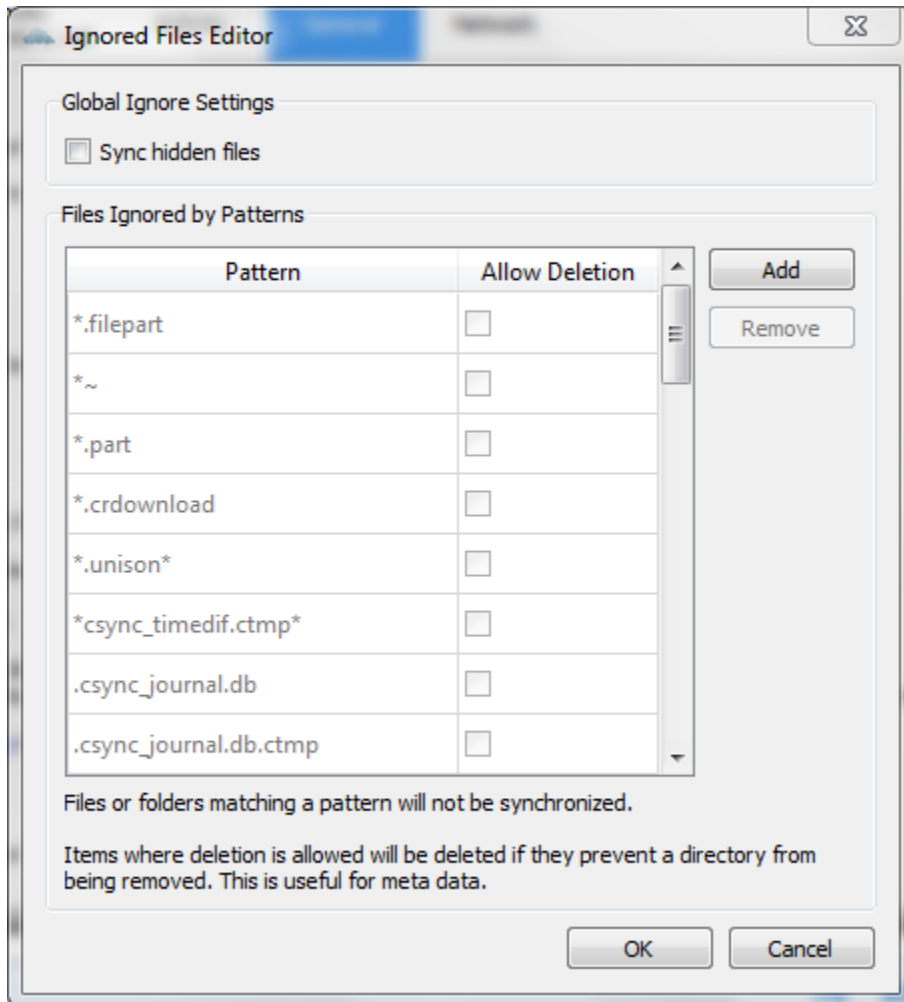 Ignored Files Editor
Global Ignore Settings
Sync hidden files
Files Ignored by Patterns
Pattern Allow Deletion
Add
*.filepart
Remove
*~
*.part
*.crdownload
*.unison*
*csync_timedif.ctmp*
.csync_journal.db
.csync_journal.db.ctmp
Files or folders matching a pattern will not be synchronized.
Items where deletion is allowed will be deleted if they prevent a directory from
being removed. This is useful for meta data.
OK Cancel